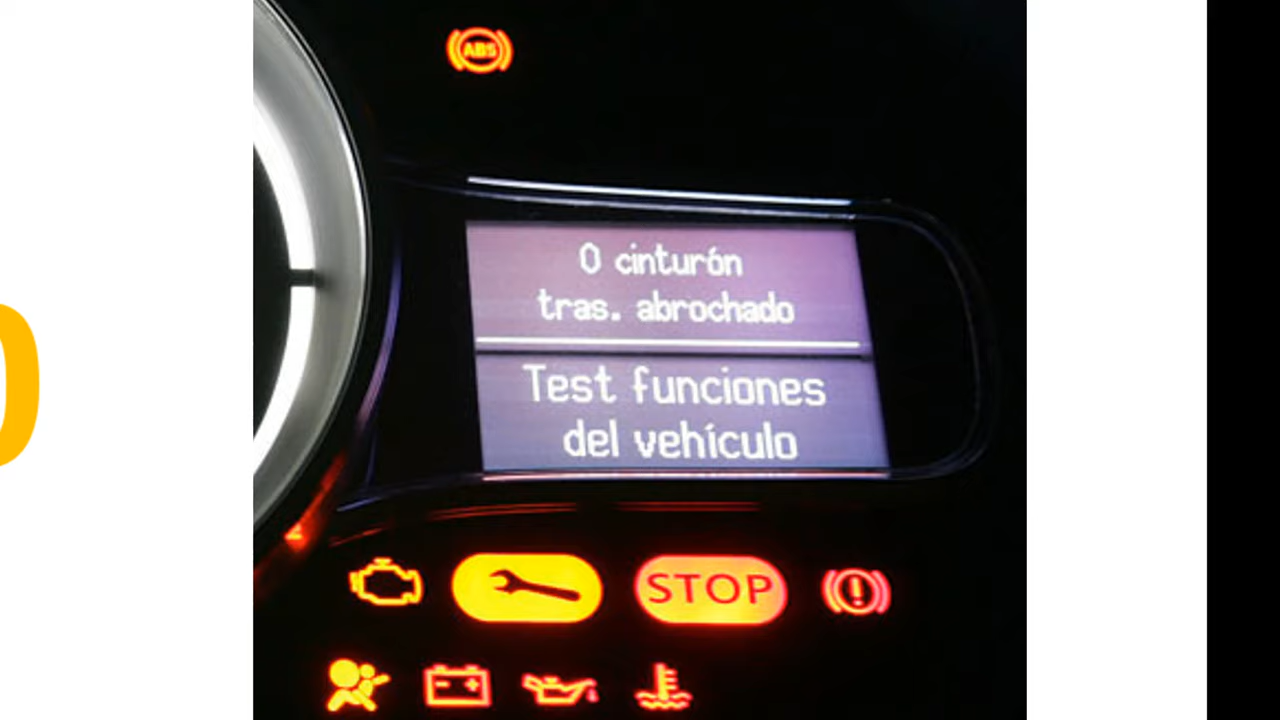 ABS
0 cinturón
tras. abrochado
Test funciones
del vehículo
STOP